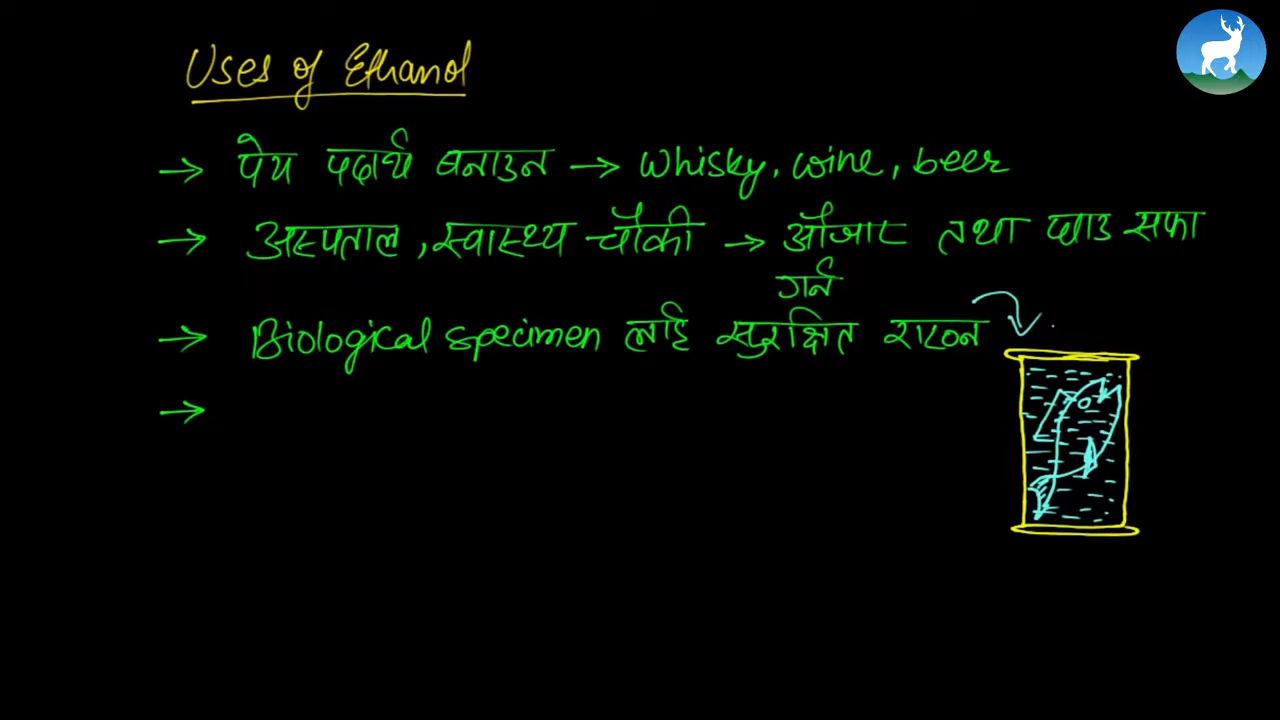 Uses of Ethanol
→ पेय पदार्थ बनाउन → Whisky, wine, beer
→ अस्पताल, स्वास्थ्य चौकी → औजार तथा घाउ सफा
गर्न
→ Biological specimen लाई सुरक्षित राख्न
→